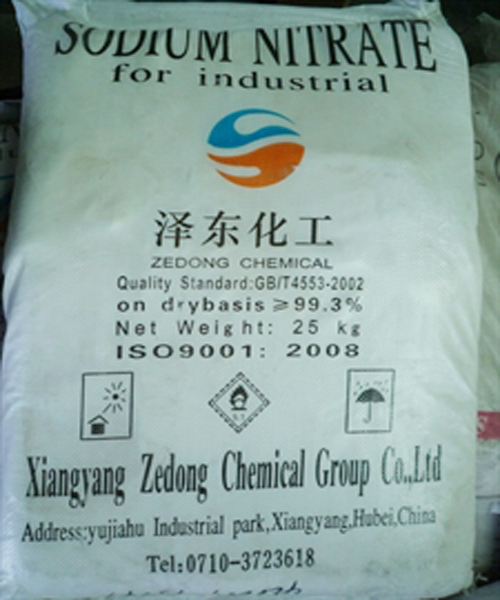 SODIUM NITRATE
for industrial
泽东化工
ZEDONG CHEMICAL
Quality Standard:GB/T4553-2002
on drybasis≥99.3%
Net Weight: 25 kg
ISO9001: 2008
Xiangyang Zedong Chemical Group Co.,Ltd
Address:yujiahu Industrial park,Xiangyang,Hubei,China
Tel:0710-3723618